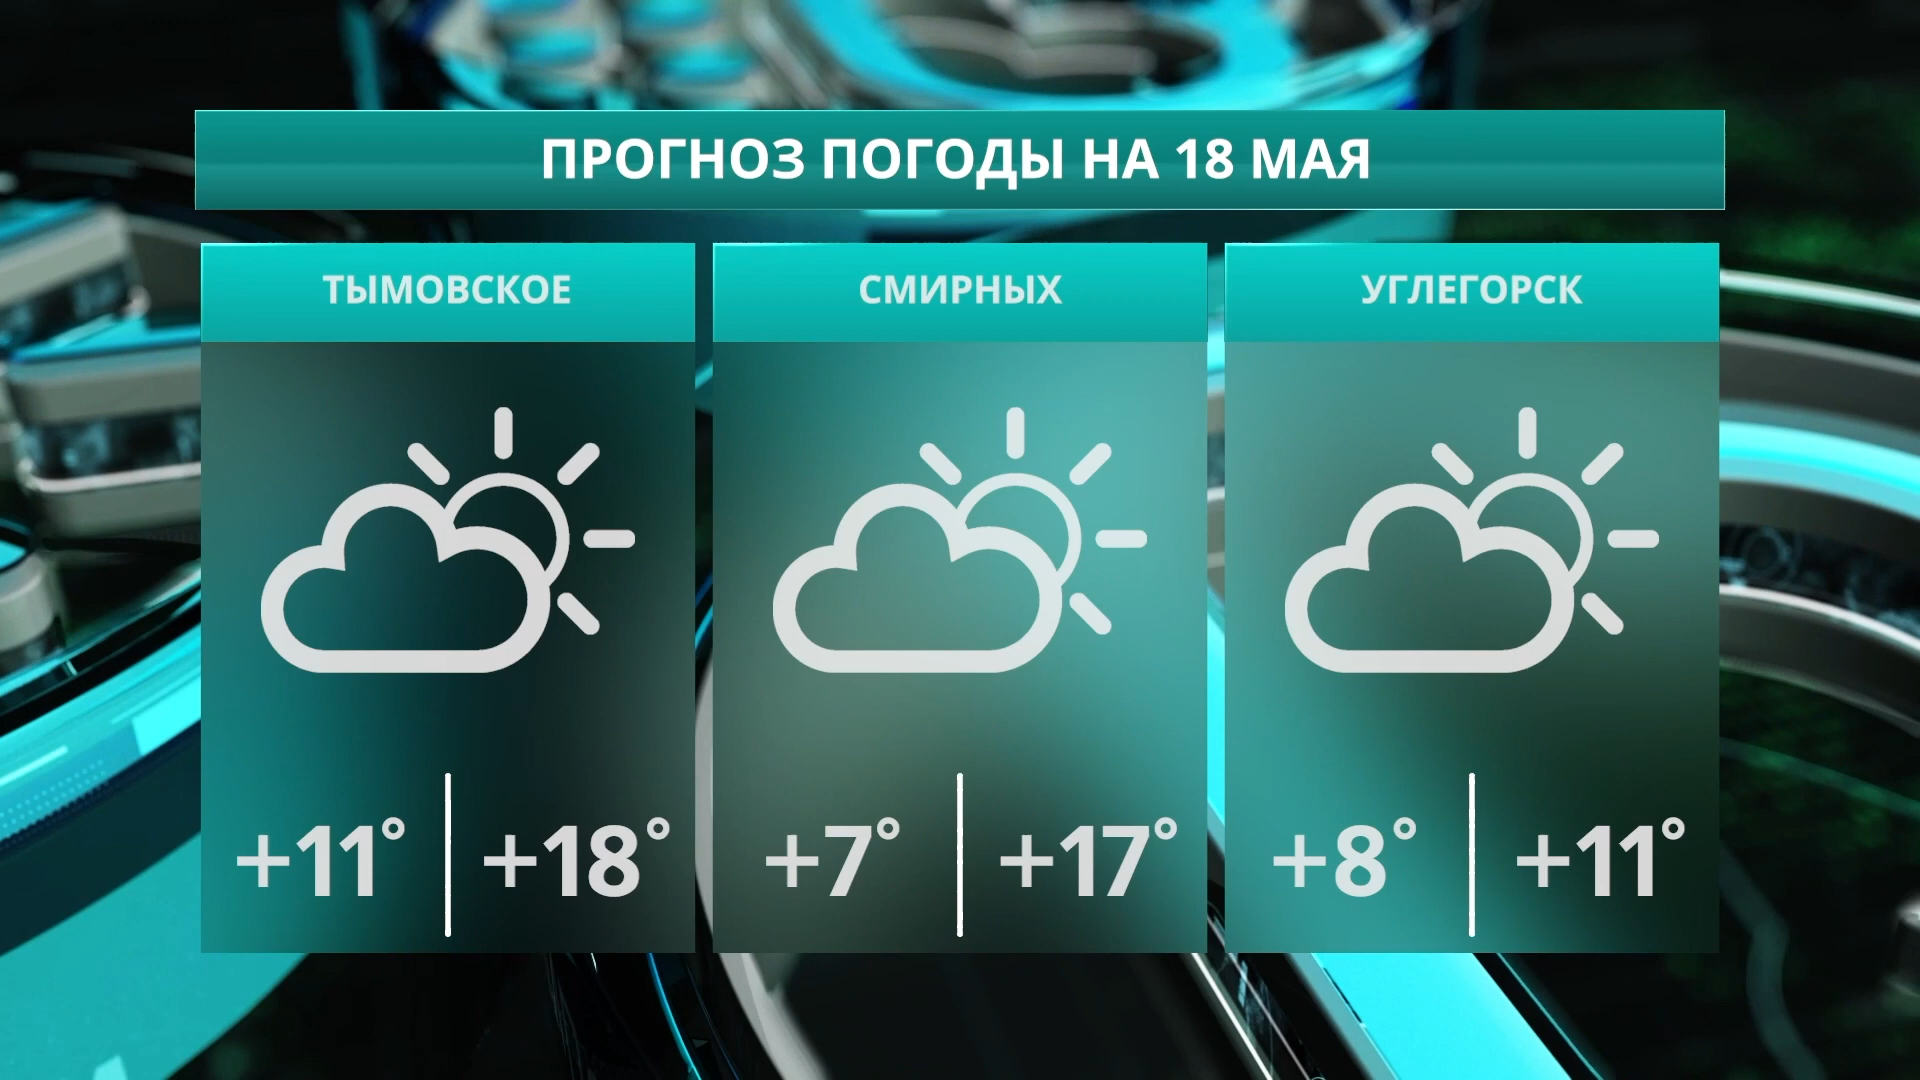 ПРОГНОЗ ПОГОДЫ НА 18 МАЯ
ТЫМОВСКОЕ
СМИРНЫХ
УГЛЕГОРСК
+11° +18°
+7° +17°
+8° +11°